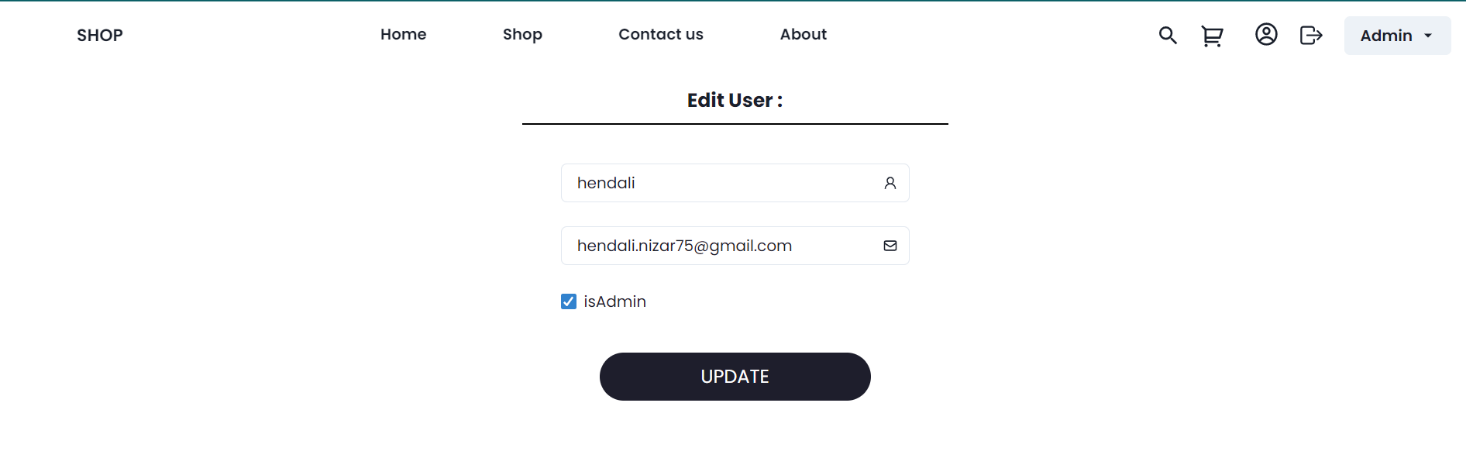 SHOP Home Shop Contact us About Admin
Edit User :
hendali
hendali.nizar75@gmail.com
isAdmin
UPDATE